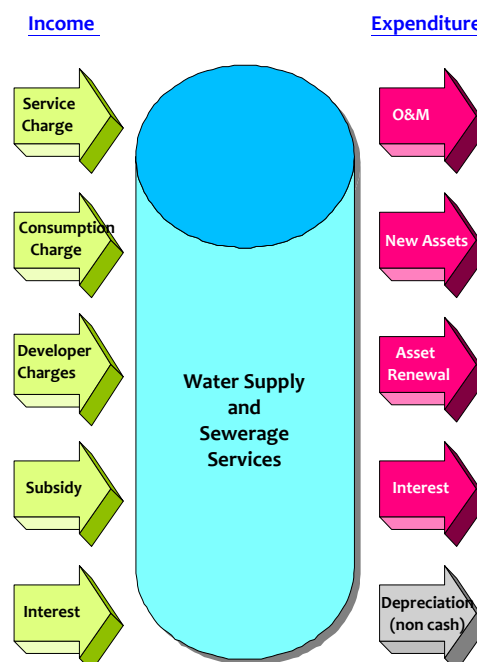 Income
Expenditure
Service
Charge
O&M
Consumption
Charge
New Assets
Developer
Charges
Asset
Renewal
Water Supply
and
Sewerage
Services
Subsidy
Interest
Interest
Depreciation
(non cash)